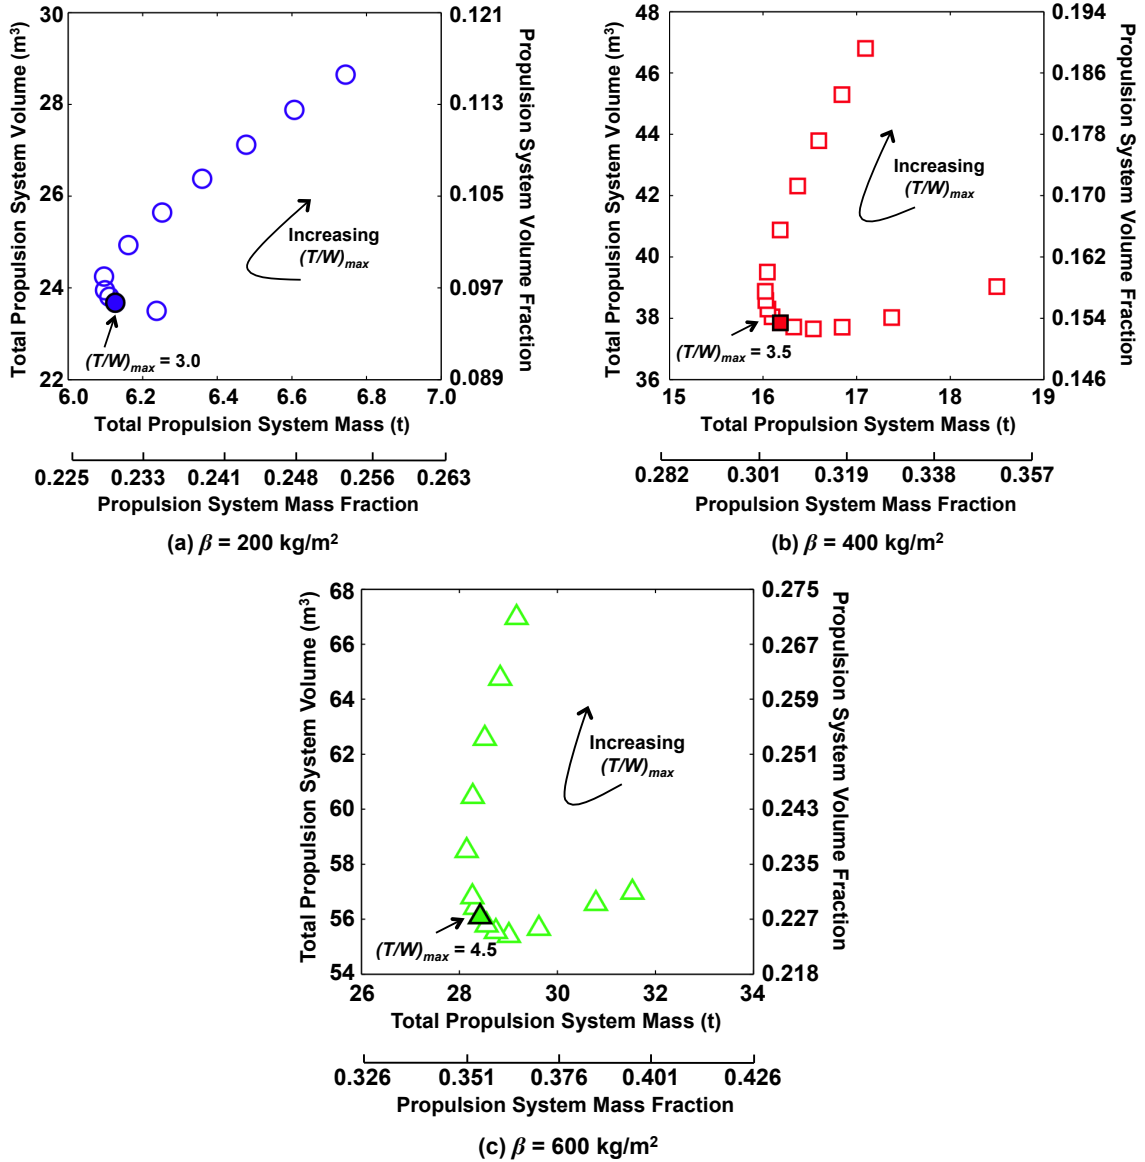 Total Propulsion System Volume (m³)
30
28
26
24
22
0.121
0.113
0.105
0.097
0.089
Propulsion System Volume Fraction
Increasing
(T/W)max
(T/W)max = 3.0
6.0 6.2 6.4 6.6 6.8 7.0
Total Propulsion System Mass (t)
0.225 0.233 0.241 0.248 0.256 0.263
Propulsion System Mass Fraction
(a) β = 200 kg/m²
Total Propulsion System Volume (m³)
48
46
44
42
40
38
36
0.194
0.186
0.178
0.170
0.162
0.154
0.146
Propulsion System Volume Fraction
Increasing
(T/W)max
(T/W)max = 3.5
15 16 17 18 19
Total Propulsion System Mass (t)
0.282 0.301 0.319 0.338 0.357
Propulsion System Mass Fraction
(b) β = 400 kg/m²
Total Propulsion System Volume (m³)
68
66
64
62
60
58
56
54
0.275
0.267
0.259
0.251
0.243
0.235
0.227
0.218
Propulsion System Volume Fraction
Increasing
(T/W)max
(T/W)max = 4.5
26 28 30 32 34
Total Propulsion System Mass (t)
0.326 0.351 0.376 0.401 0.426
Propulsion System Mass Fraction
(c) β = 600 kg/m²